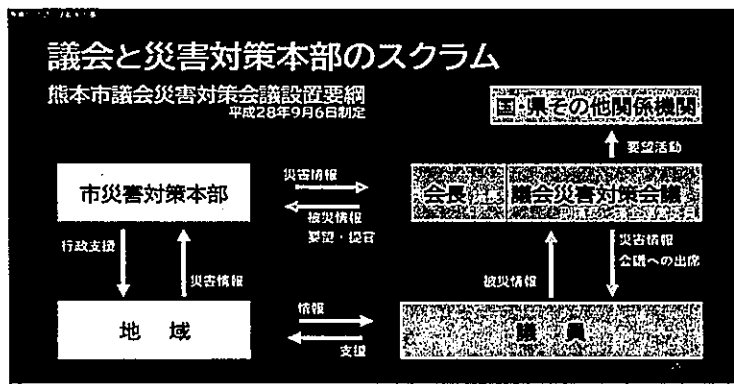 議会と災害対策本部のスクラム
熊本市議会災害対策会議設置要綱
平成28年9月6日制定
国・県その他関係機関
要望活動
市災害対策本部
災害情報
被災情報
要望・提言
会長
議会災害対策会議
行政支援
災害情報
被災情報
災害情報
会議への出席
地 域
情報
支援
議 員